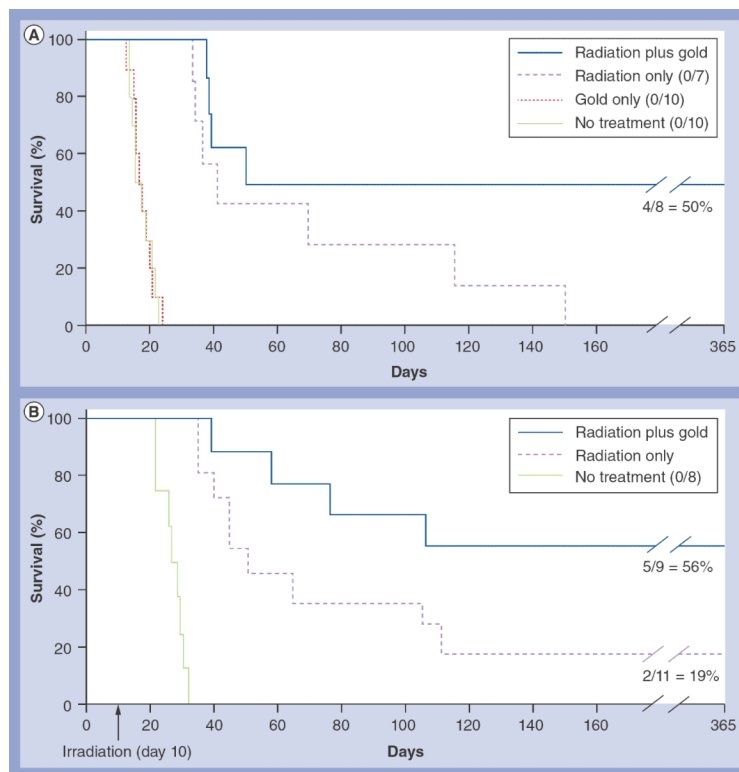 A
100
80
60
40
20
0
Survival (%)
Radiation plus gold
Radiation only (0/7)
Gold only (0/10)
No treatment (0/10)
4/8 = 50%
0 20 40 60 80 100 120 140 160 365
Days
B
100
80
60
40
20
0
Survival (%)
Radiation plus gold
Radiation only
No treatment (0/8)
5/9 = 56%
2/11 = 19%
0 20 40 60 80 100 120 140 160 365
Irradiation (day 10)
Days